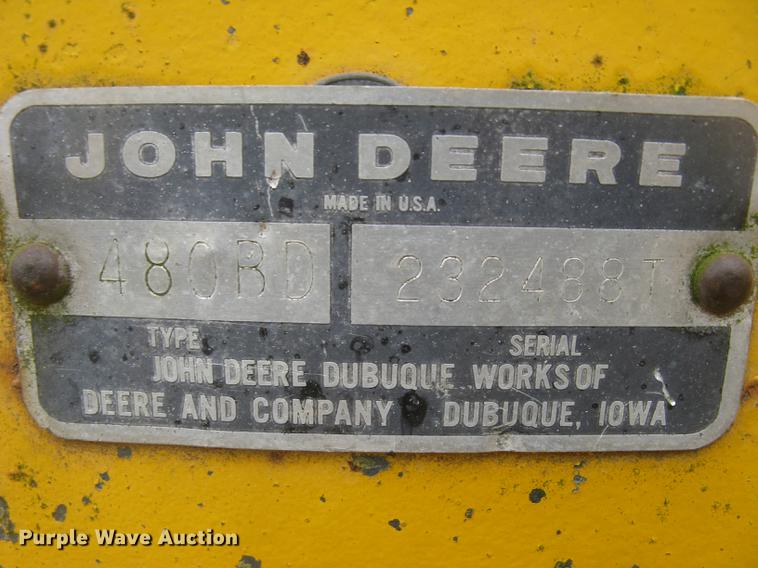 JOHN DEERE
MADE IN U.S.A.
480BD 232488T
TYPE SERIAL
JOHN DEERE DUBUQUE WORKS OF
DEERE AND COMPANY DUBUQUE, IOWA
Purple Wave Auction